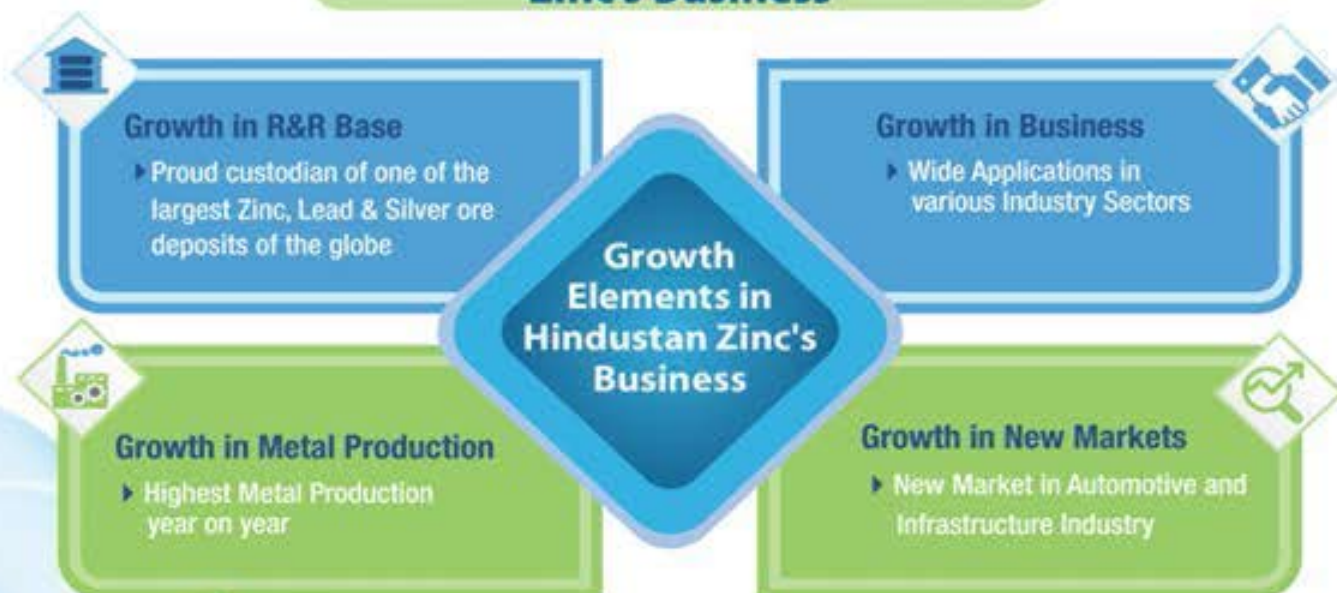 Zinc's Business
Growth in R&R Base
Proud custodian of one of the
largest Zinc, Lead & Silver ore
deposits of the globe
Growth in Business
Wide Applications in
various Industry Sectors
Growth
Elements in
Hindustan Zinc's
Business
Growth in Metal Production
Highest Metal Production
year on year
Growth in New Markets
New Market in Automotive and
Infrastructure Industry